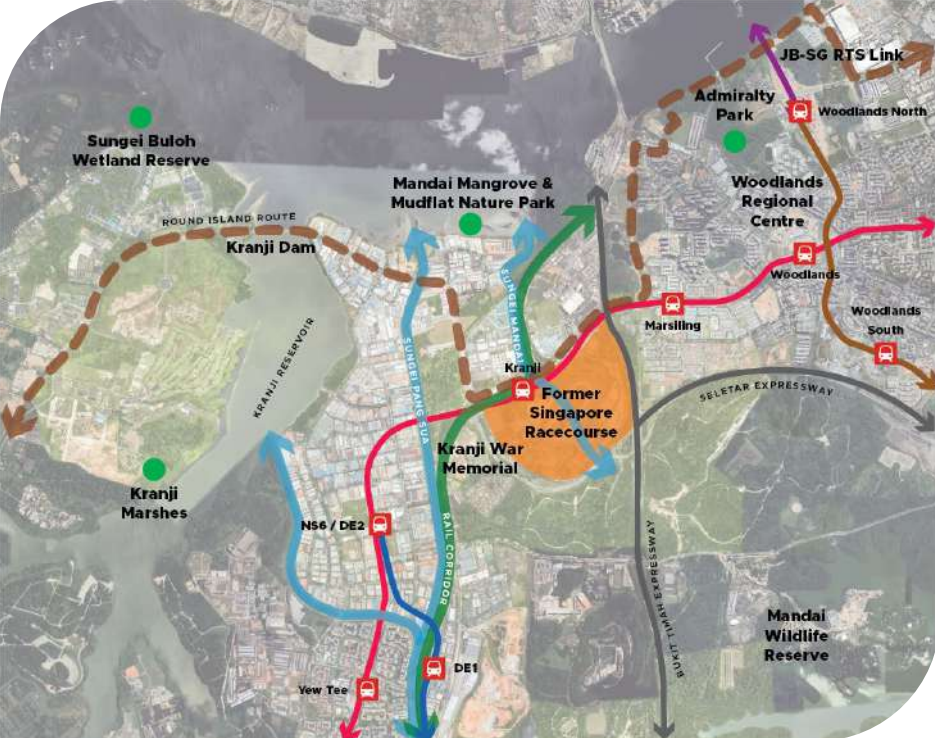 JB-SG RTS Link
Admiralty
Park
Woodlands North
Sungei Buloh
Wetland Reserve
Mandai Mangrove &
Mudflat Nature Park
Woodlands
Regional
Centre
ROUND ISLAND ROUTE
Kranji Dam
Woodlands
SUNGEI MANDAI
Marsiling
Woodlands
South
KRANJI RESERVOIR
SUNGEI PANG SUA
Kranji
Former
Singapore
Racecourse
SELETAR EXPRESSWAY
Kranji War
Memorial
Kranji
Marshes
NS6 / DE2
RAIL CORRIDOR
BUKIT TIMAH EXPRESSWAY
Mandai
Wildlife
Reserve
DE1
Yew Tee